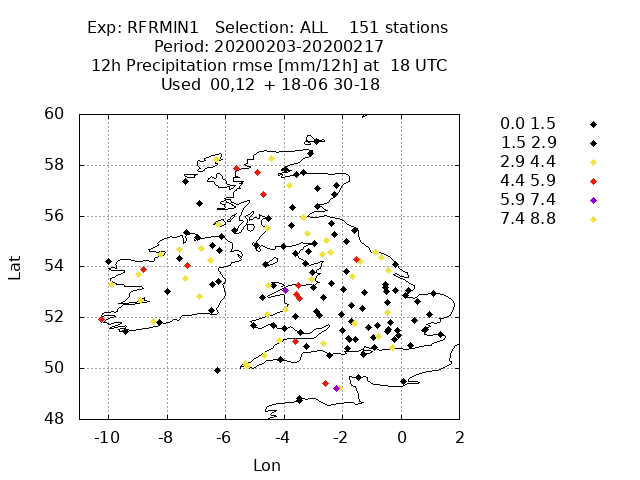 Exp: RFRMIN1   Selection: ALL    151 stations
Period: 20200203-20200217
12h Precipitation rmse [mm/12h] at  18 UTC
Used  00,12  + 18-06 30-18
60
58
56
54
52
50
48
Lat
-10 -8 -6 -4 -2 0 2
Lon
0.0 1.5
1.5 2.9
2.9 4.4
4.4 5.9
5.9 7.4
7.4 8.8